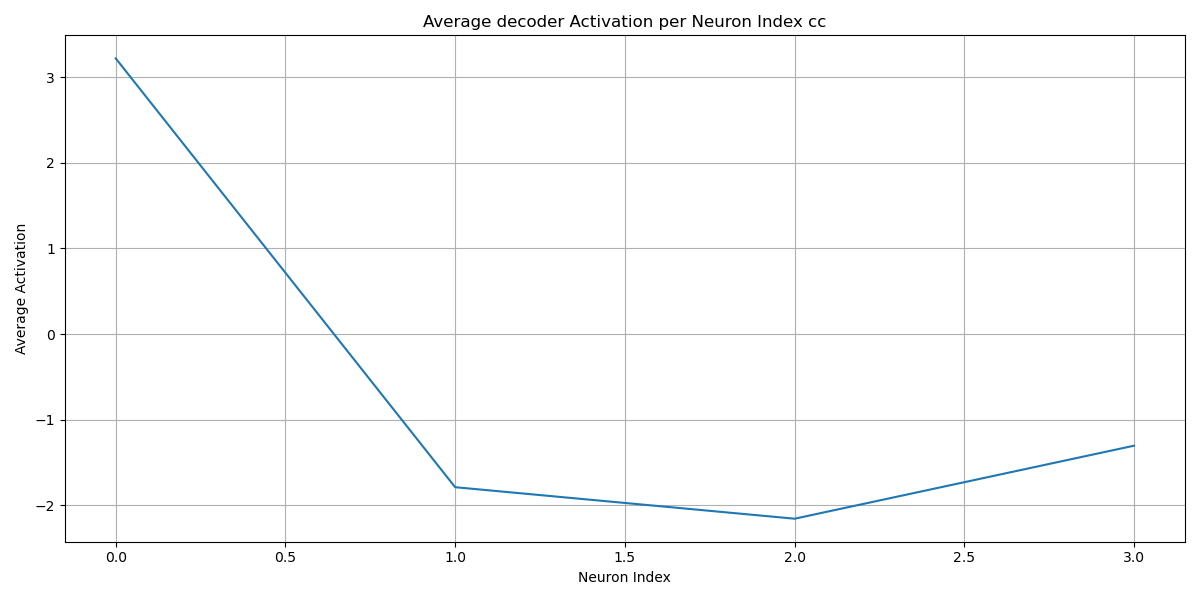 Average decoder Activation per Neuron Index cc
Average Activation
3
2
1
0
−1
−2
0.0 0.5 1.0 1.5 2.0 2.5 3.0
Neuron Index